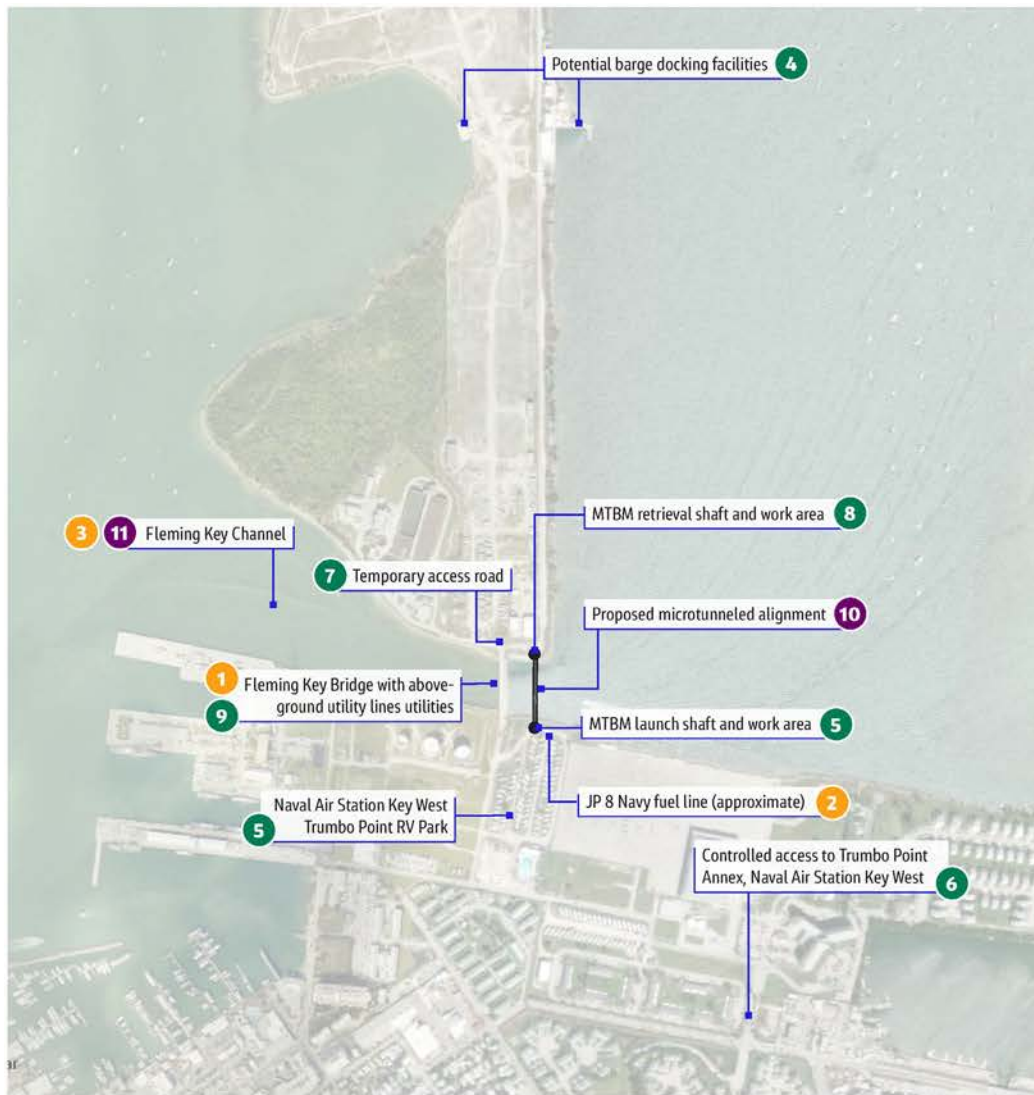 Potential barge docking facilities 4
MTBM retrieval shaft and work area 8
3 11 Fleming Key Channel
7 Temporary access road
Proposed microtunneled alignment 10
1 Fleming Key Bridge with above-
9 ground utility lines utilities
MTBM launch shaft and work area 5
JP 8 Navy fuel line (approximate) 2
Naval Air Station Key West
5 Trumbo Point RV Park
Controlled access to Trumbo Point
Annex, Naval Air Station Key West 6
ar